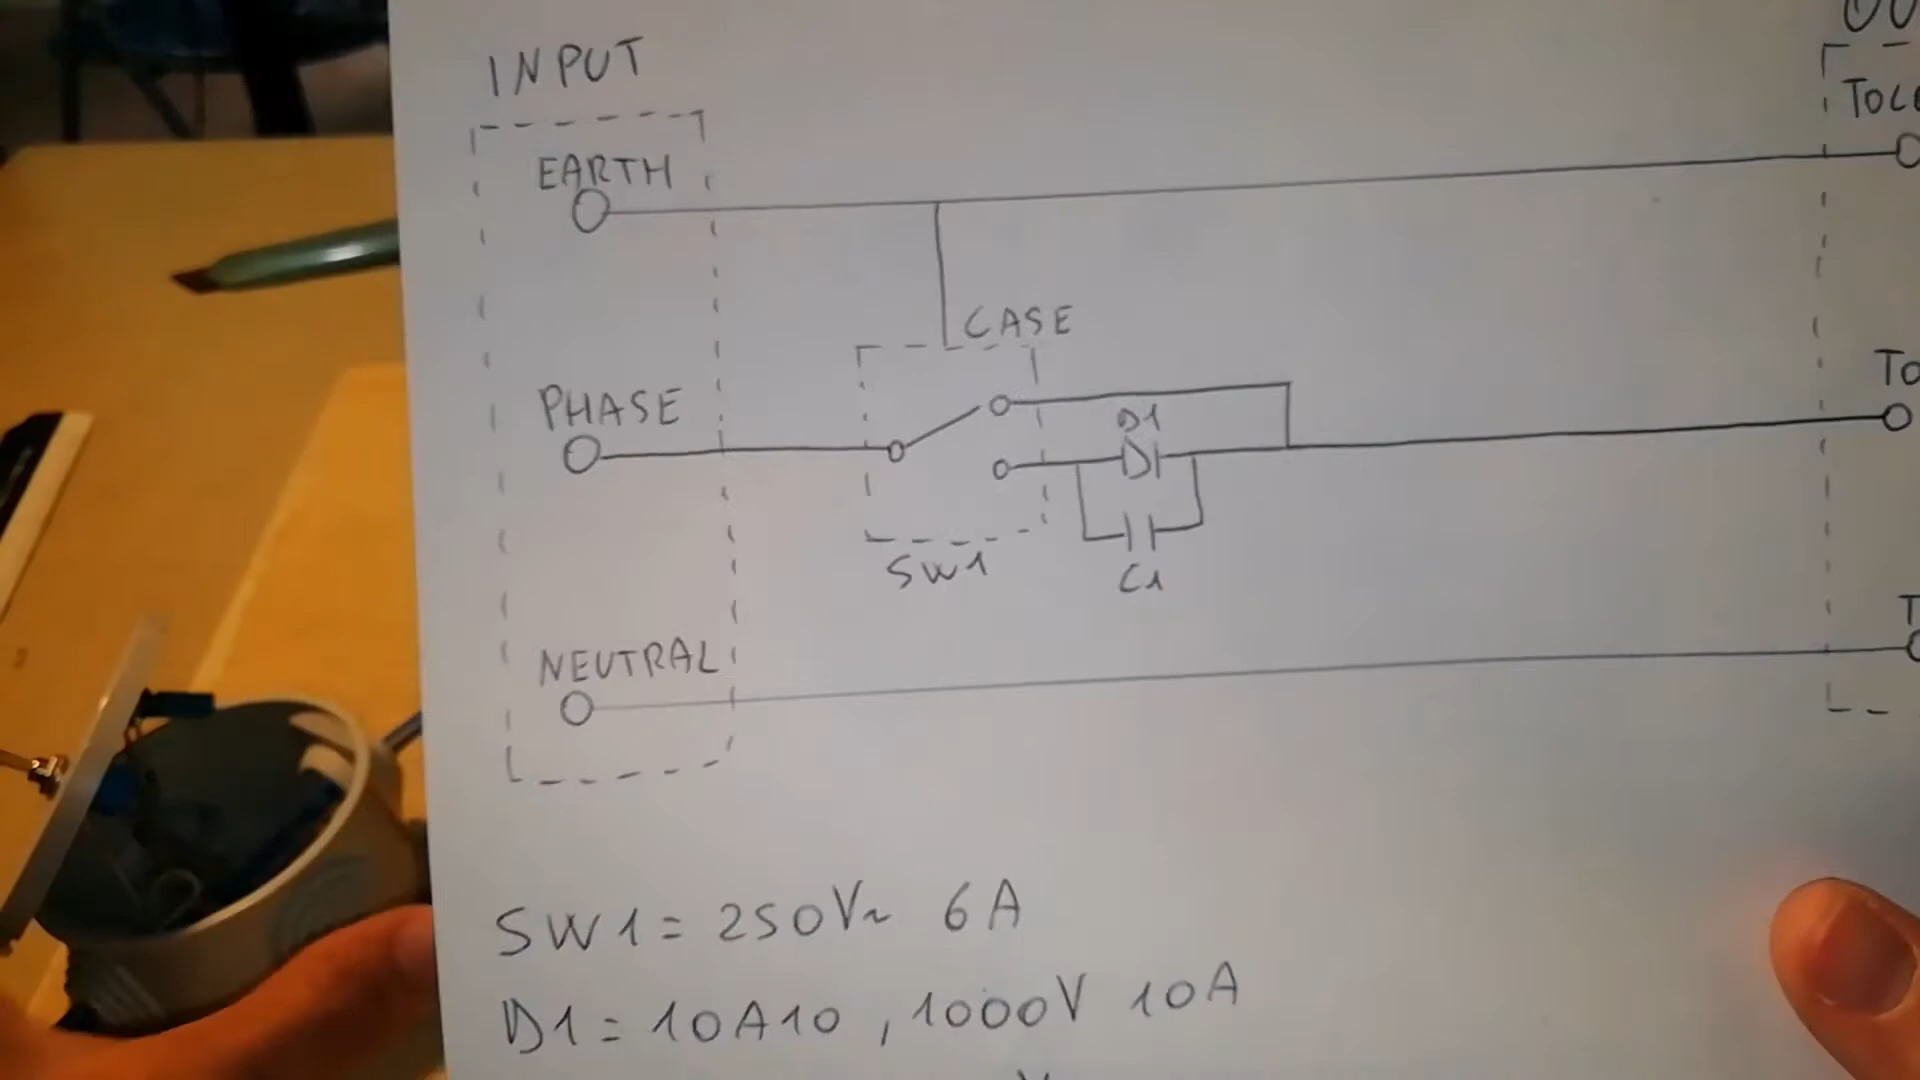 INPUT
EARTH
CASE
PHASE
D1
SW1
C1
NEUTRAL
SW1 = 250V~ 6A
D1 = 10A10, 1000V 10A